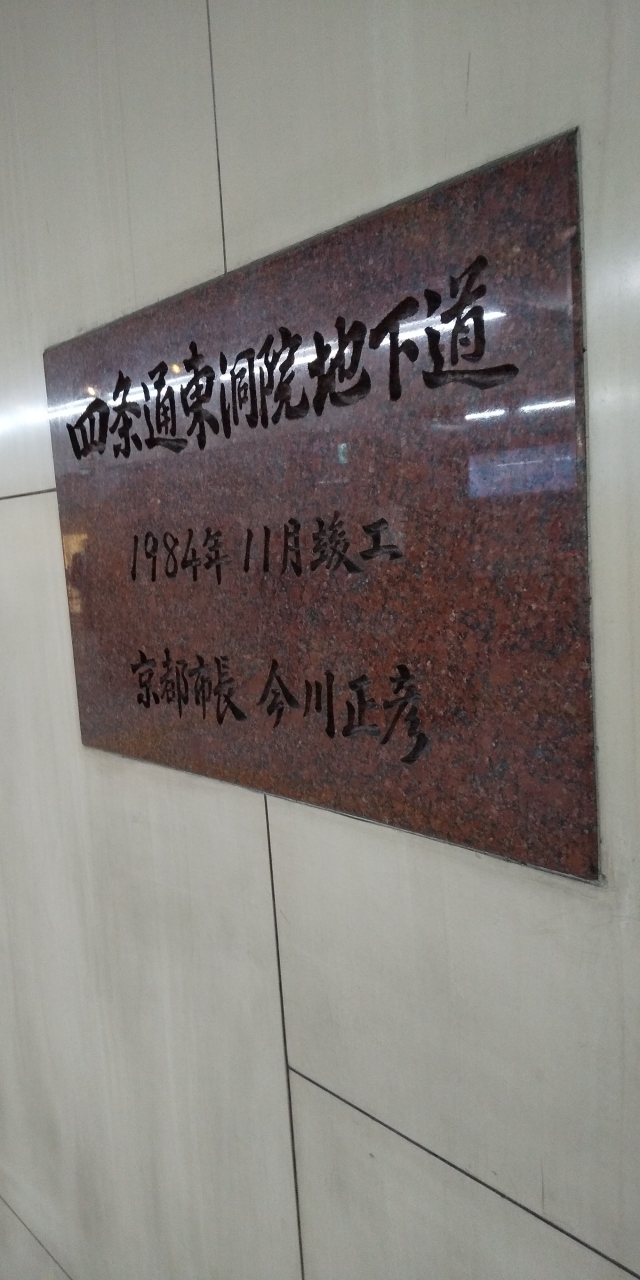 四条通東洞院地下道
1984年 11月竣工
京都市長 今川正彦